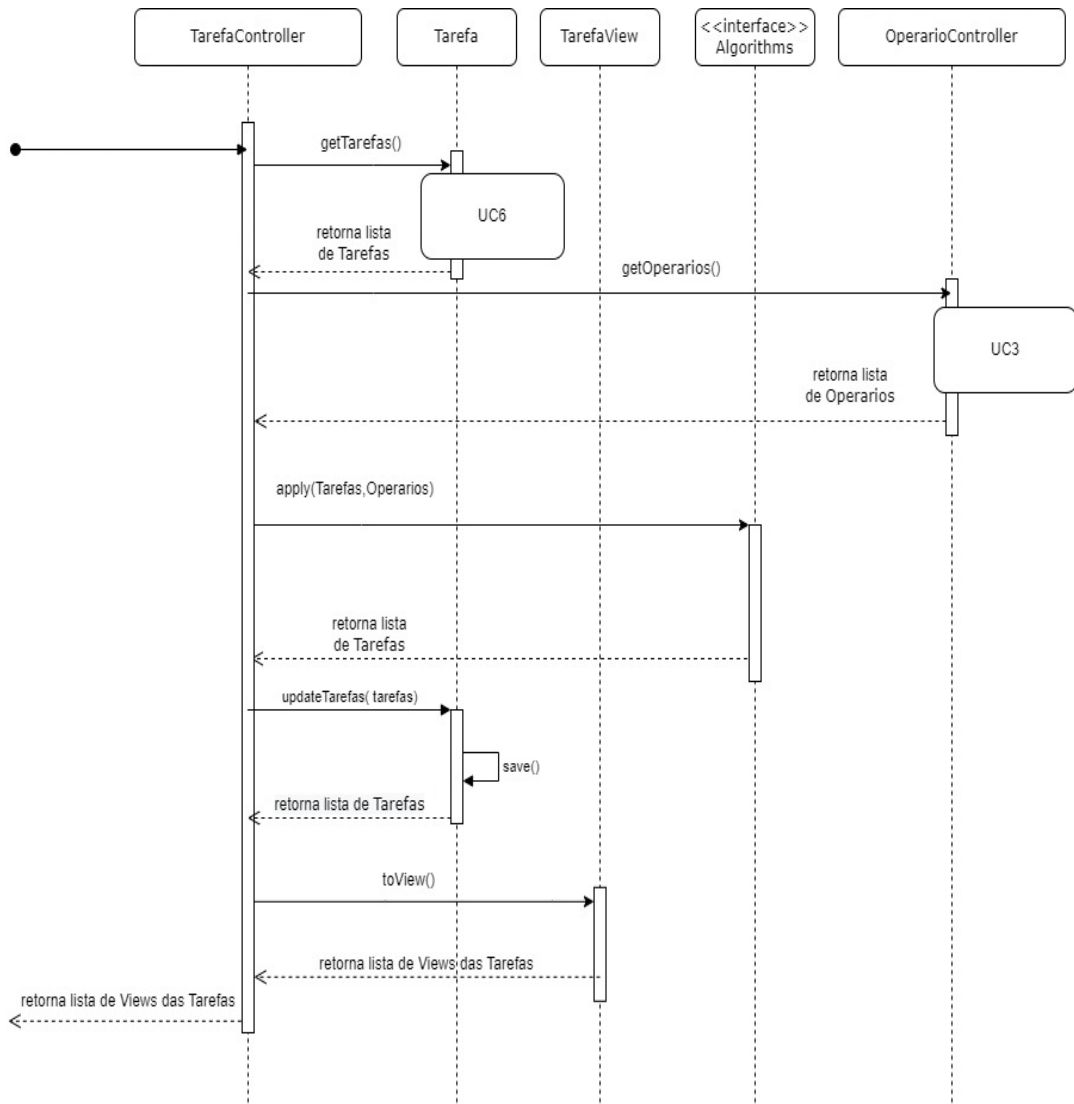 TarefaController
Tarefa
TarefaView
<<interface>>
Algorithms
OperarioController
getTarefas()
UC6
retorna lista
de Tarefas
getOperarios()
UC3
retorna lista
de Operarios
apply(Tarefas,Operarios)
retorna lista
de Tarefas
updateTarefas( tarefas)
save()
retorna lista de Tarefas
toView()
retorna lista de Views das Tarefas
retorna lista de Views das Tarefas